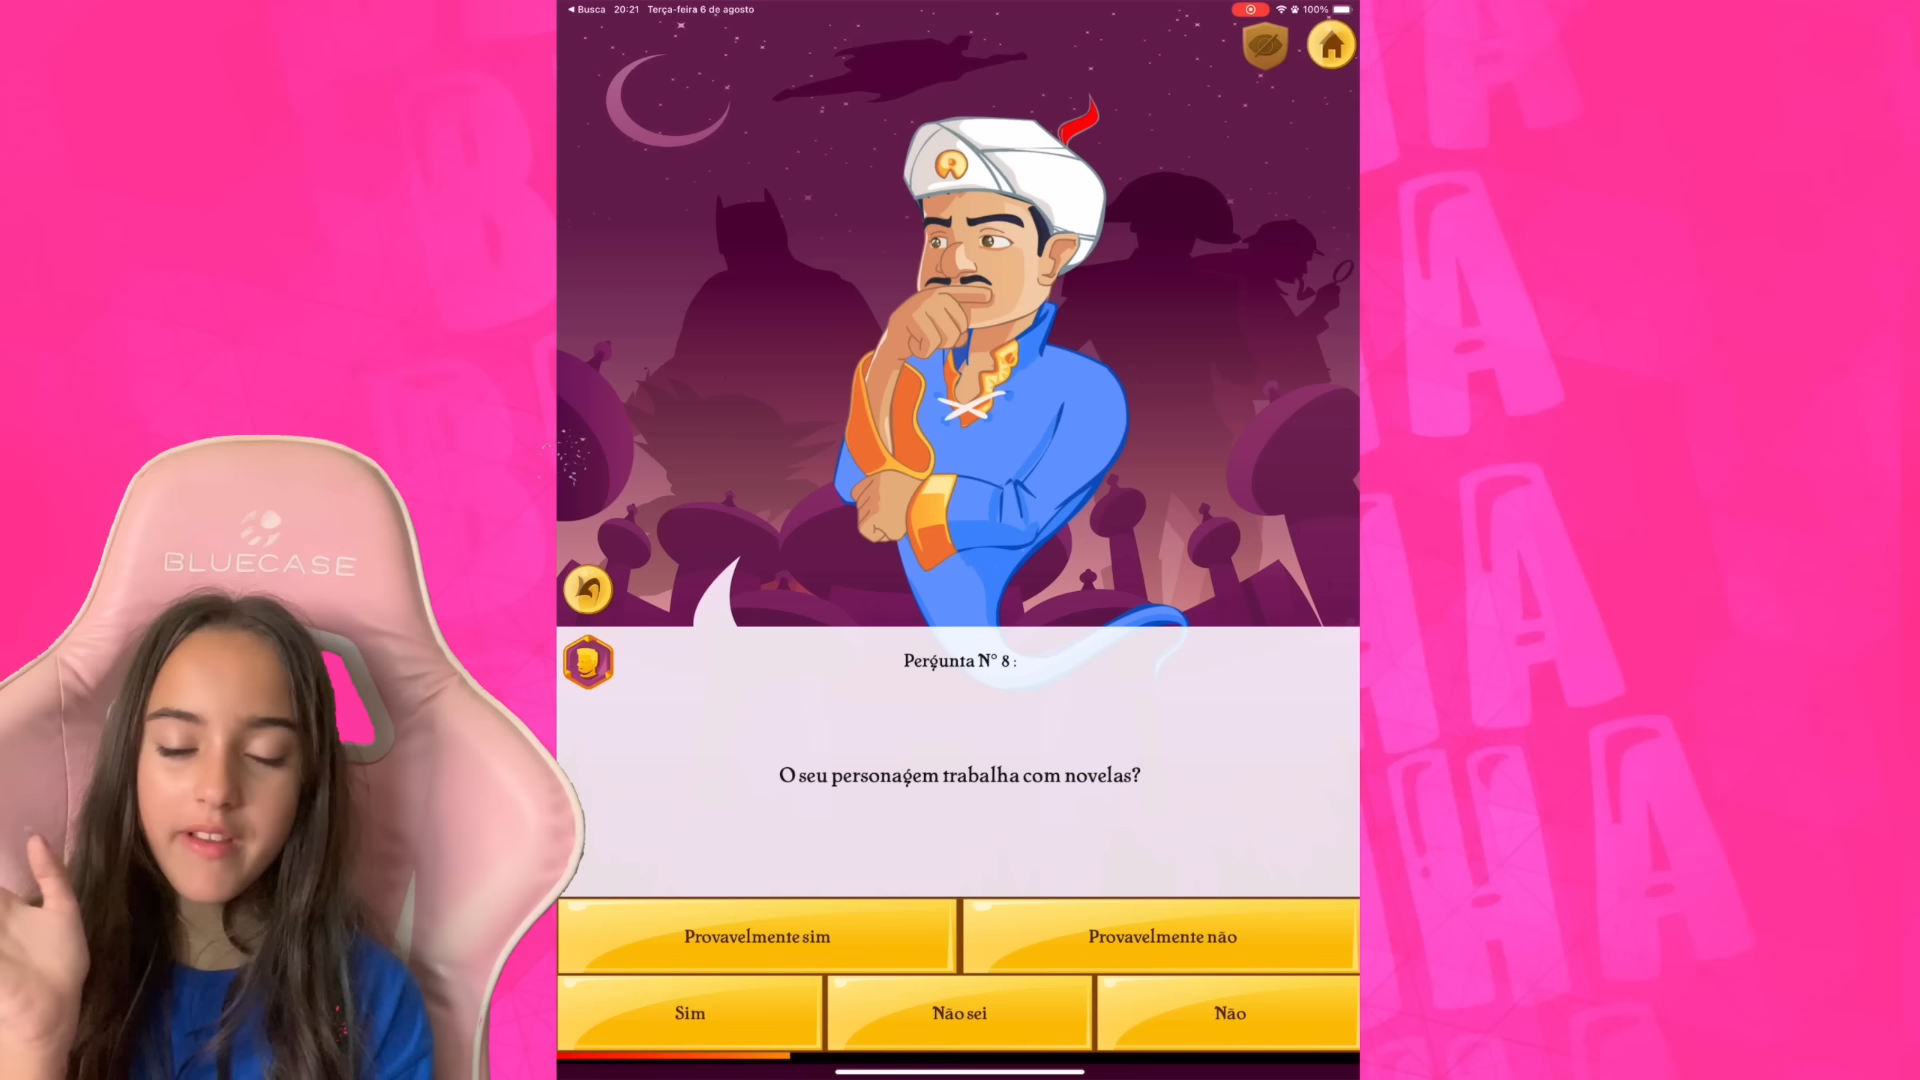 Busca 20:21 Terça-feira 6 de agosto
100%
BLUECASE
Pergunta N° 8 :
O seu personagem trabalha com novelas?
Provavelmente sim
Provavelmente não
Sim
Não sei
Não